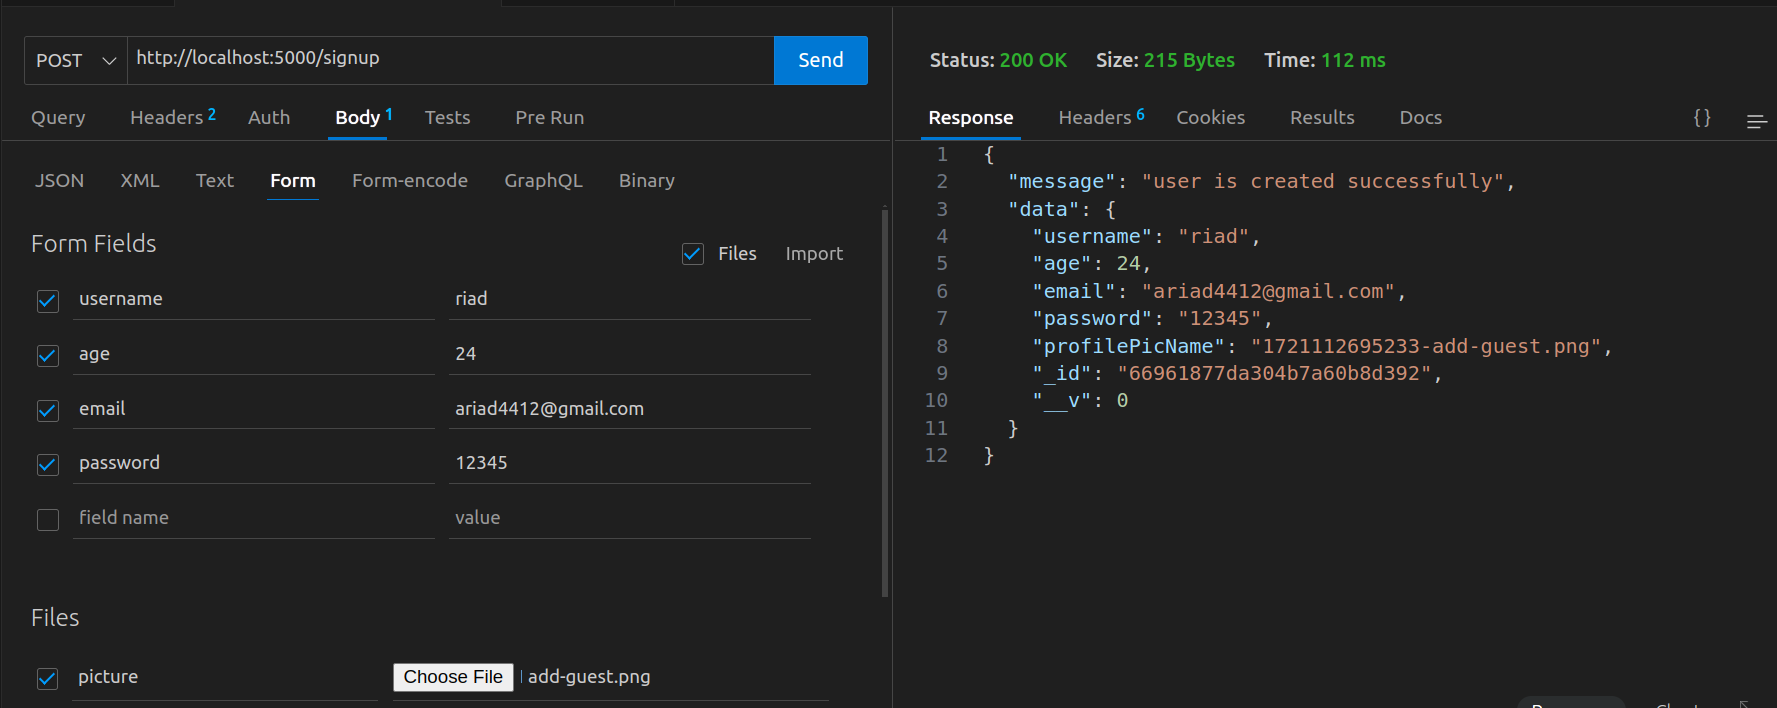 POST http://localhost:5000/signup Send
Query Headers 2 Auth Body 1 Tests Pre Run
JSON XML Text Form Form-encode GraphQL Binary
Form Fields
Files Import
username riad
age 24
email ariad4412@gmail.com
password 12345
field name value
Files
picture Choose File add-guest.png
Status: 200 OK Size: 215 Bytes Time: 112 ms
Response Headers 6 Cookies Results Docs {}
1 {
2 "message": "user is created successfully",
3 "data": {
4 "username": "riad",
5 "age": 24,
6 "email": "ariad4412@gmail.com",
7 "password": "12345",
8 "profilePicName": "1721112695233-add-guest.png",
9 "_id": "66961877da304b7a60b8d392",
10 "__v": 0
11 }
12 }